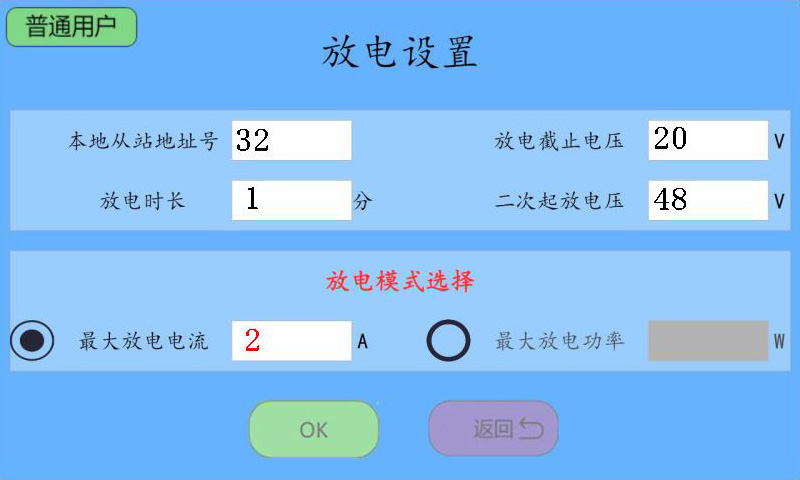 普通用户
放电设置
本地从站地址号 32 放电截止电压 20 V
放电时长 1 分 二次起放电压 48 V
放电模式选择
最大放电电流 2 A 最大放电功率 W
OK 返回